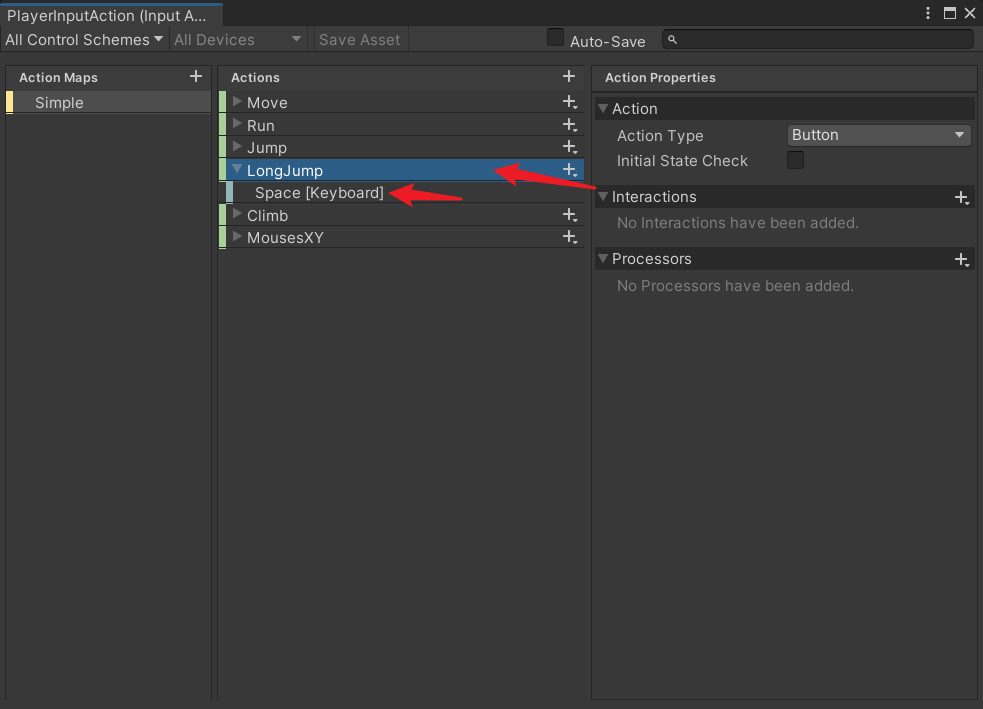 PlayerInputAction (Input A...
All Control Schemes All Devices Save Asset Auto-Save
Action Maps
Simple
Actions
Move
Run
Jump
LongJump
Space [Keyboard]
Climb
MousesXY
Action Properties
Action
Action Type Button
Initial State Check
Interactions
No Interactions have been added.
Processors
No Processors have been added.